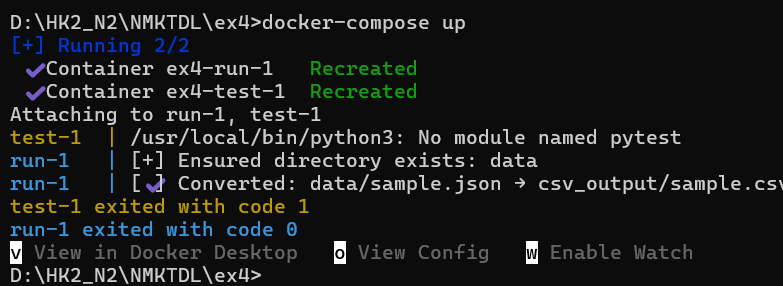 D:\HK2_N2\NMKTDL\ex4>docker-compose up
[+] Running 2/2
✔Container ex4-run-1   Recreated
✔Container ex4-test-1  Recreated
Attaching to run-1, test-1
test-1  | /usr/local/bin/python3: No module named pytest
run-1   | [+] Ensured directory exists: data
run-1   | [✔] Converted: data/sample.json → csv_output/sample.csv
test-1 exited with code 1
run-1 exited with code 0
v View in Docker Desktop   o View Config   w Enable Watch
D:\HK2_N2\NMKTDL\ex4>